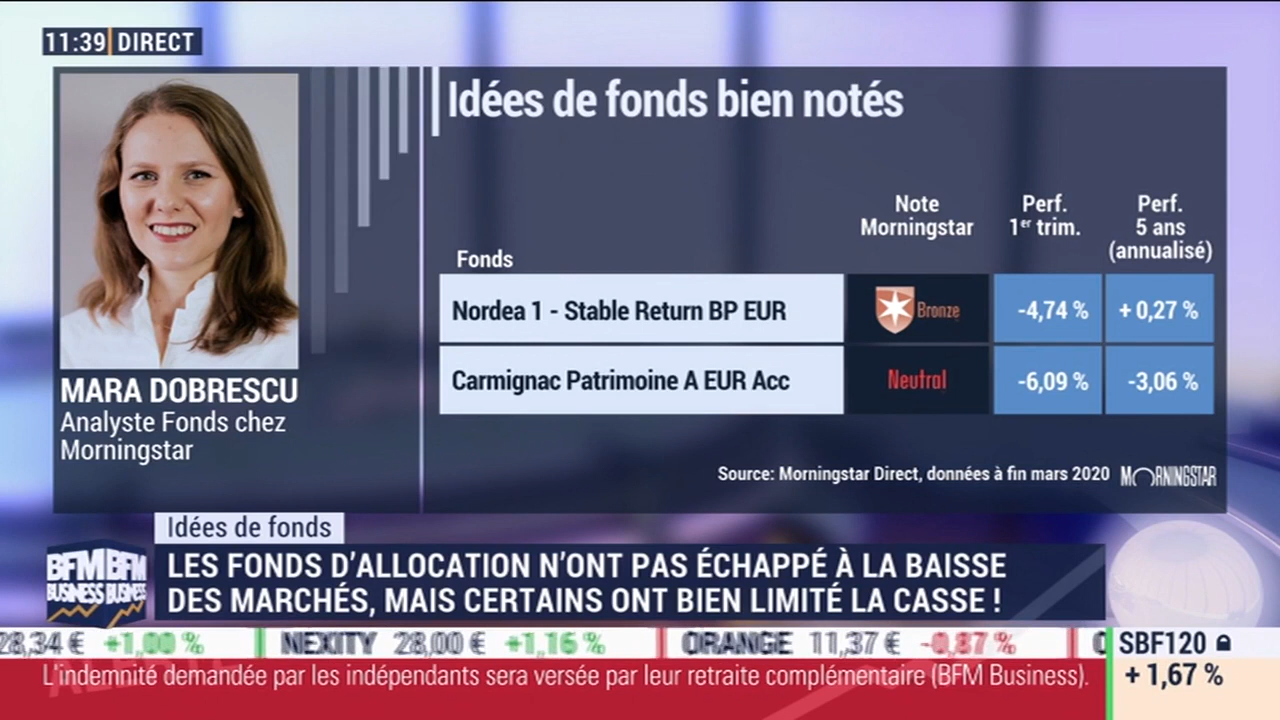 11:39 DIRECT
Idées de fonds bien notés
MARA DOBRESCU
Analyste Fonds chez
Morningstar
Fonds
Note
Morningstar
Perf.
1er trim.
Perf.
5 ans
(annualisé)
Nordea 1 - Stable Return BP EUR Bronze -4,74 % + 0,27 %
Carmignac Patrimoine A EUR Acc Neutral -6,09 % -3,06 %
Source: Morningstar Direct, données à fin mars 2020 MORNINGSTAR
Idées de fonds
BFM BFM
BUSINESS BUSINESS
LES FONDS D'ALLOCATION N'ONT PAS ÉCHAPPÉ À LA BAISSE
DES MARCHÉS, MAIS CERTAINS ONT BIEN LIMITÉ LA CASSE !
28,34 € +1,00 % NEXITY 28,00 € +1,16 % ORANGE 11,37 € -0,87 %
SBF120
+ 1,67 %
L'indemnité demandée par les indépendants sera versée par leur retraite complémentaire (BFM Business).